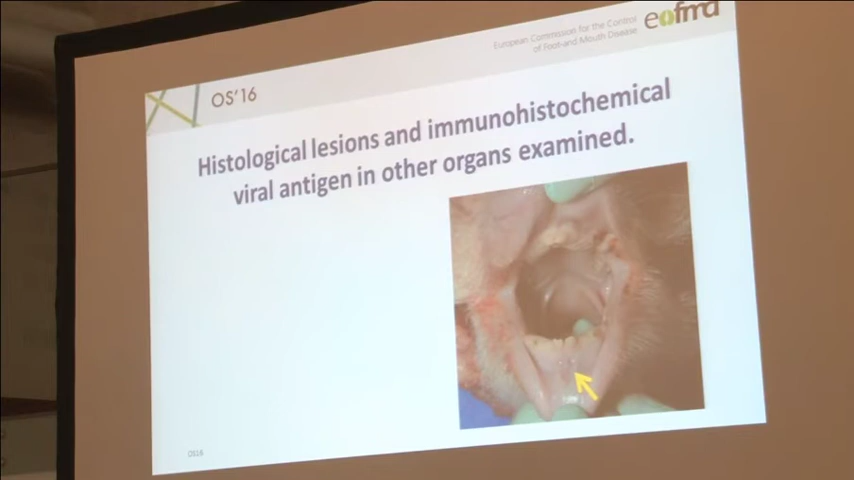 European Commission for the Control
of Foot-and-Mouth Disease
eofmd
OS'16
Histological lesions and immunohistochemical
viral antigen in other organs examined.